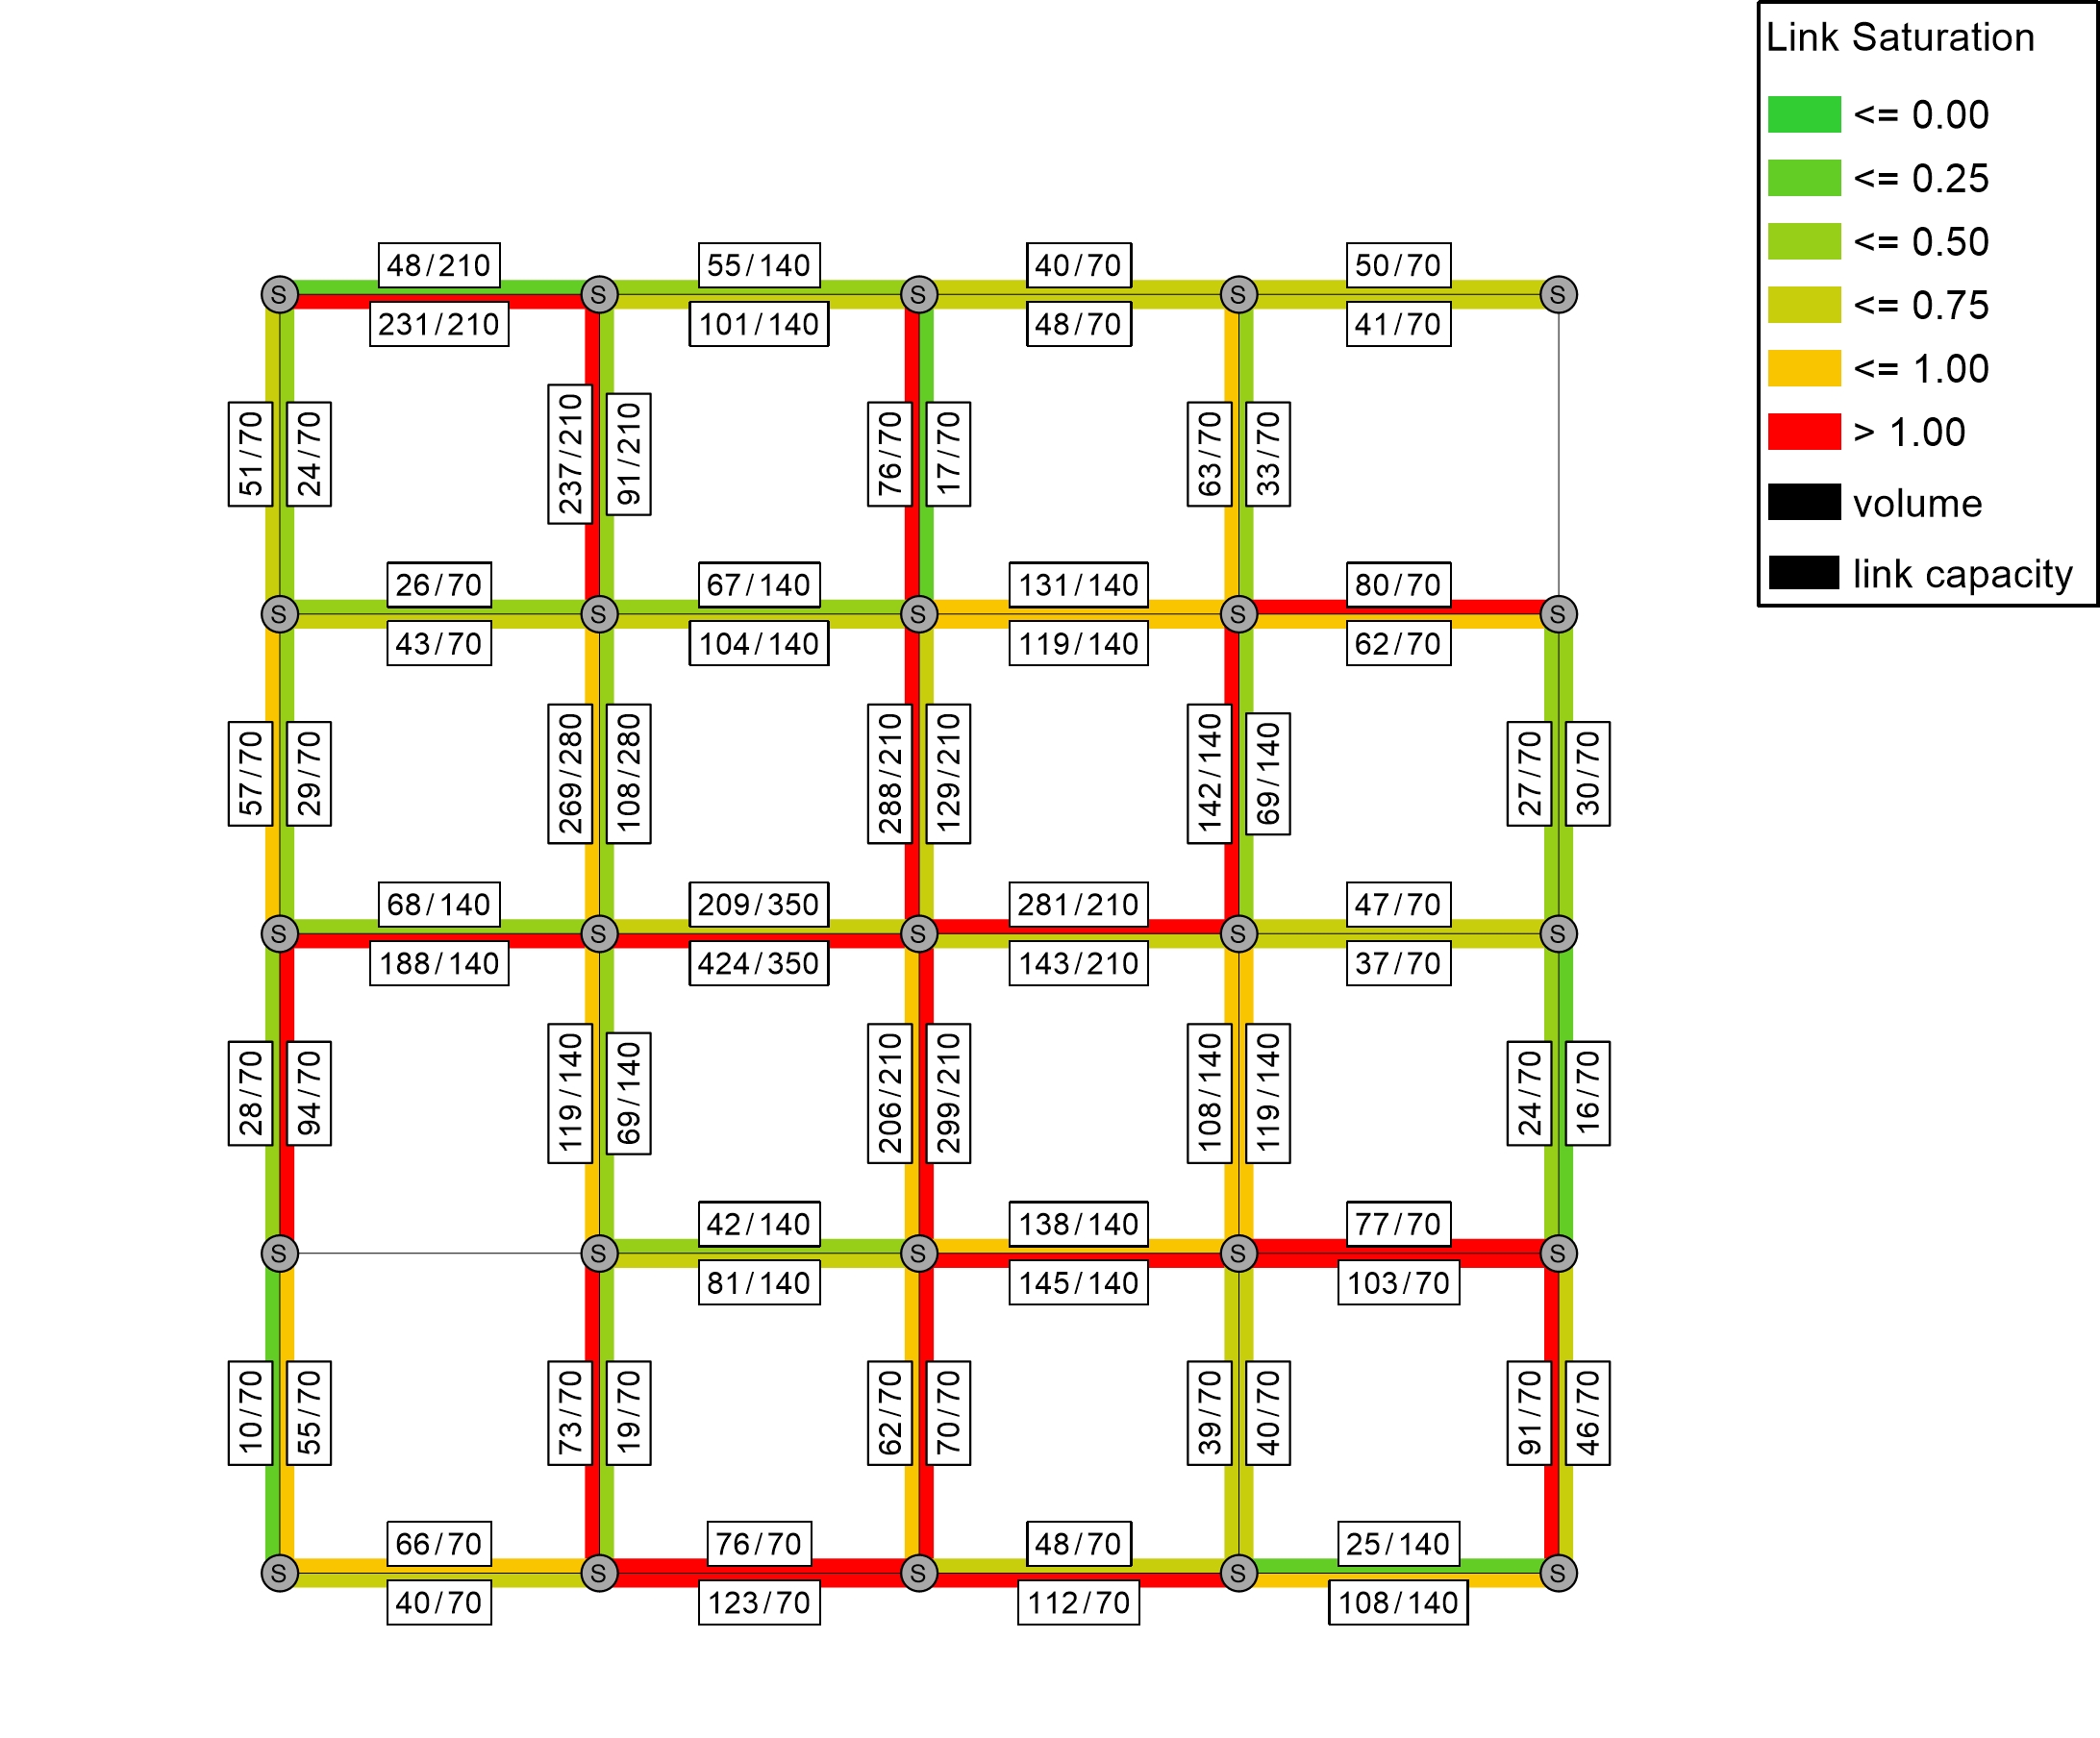 Link Saturation
<= 0.00
<= 0.25
<= 0.50
<= 0.75
<= 1.00
> 1.00
volume
link capacity
48/210
55/140
40/70
50/70
S
S
S
S
S
231/210
101/140
48/70
41/70
51/70
24/70
237/210
91/210
76/70
17/70
63/70
33/70
26/70
67/140
131/140
80/70
S
S
S
S
S
43/70
104/140
119/140
62/70
57/70
29/70
269/280
108/280
288/210
129/210
142/140
69/140
27/70
30/70
68/140
209/350
281/210
47/70
S
S
S
S
S
188/140
424/350
143/210
37/70
28/70
94/70
119/140
69/140
206/210
299/210
108/140
119/140
24/70
16/70
42/140
138/140
77/70
S
S
S
S
S
81/140
145/140
103/70
10/70
55/70
73/70
19/70
62/70
70/70
39/70
40/70
91/70
46/70
66/70
76/70
48/70
25/140
S
S
S
S
S
40/70
123/70
112/70
108/140